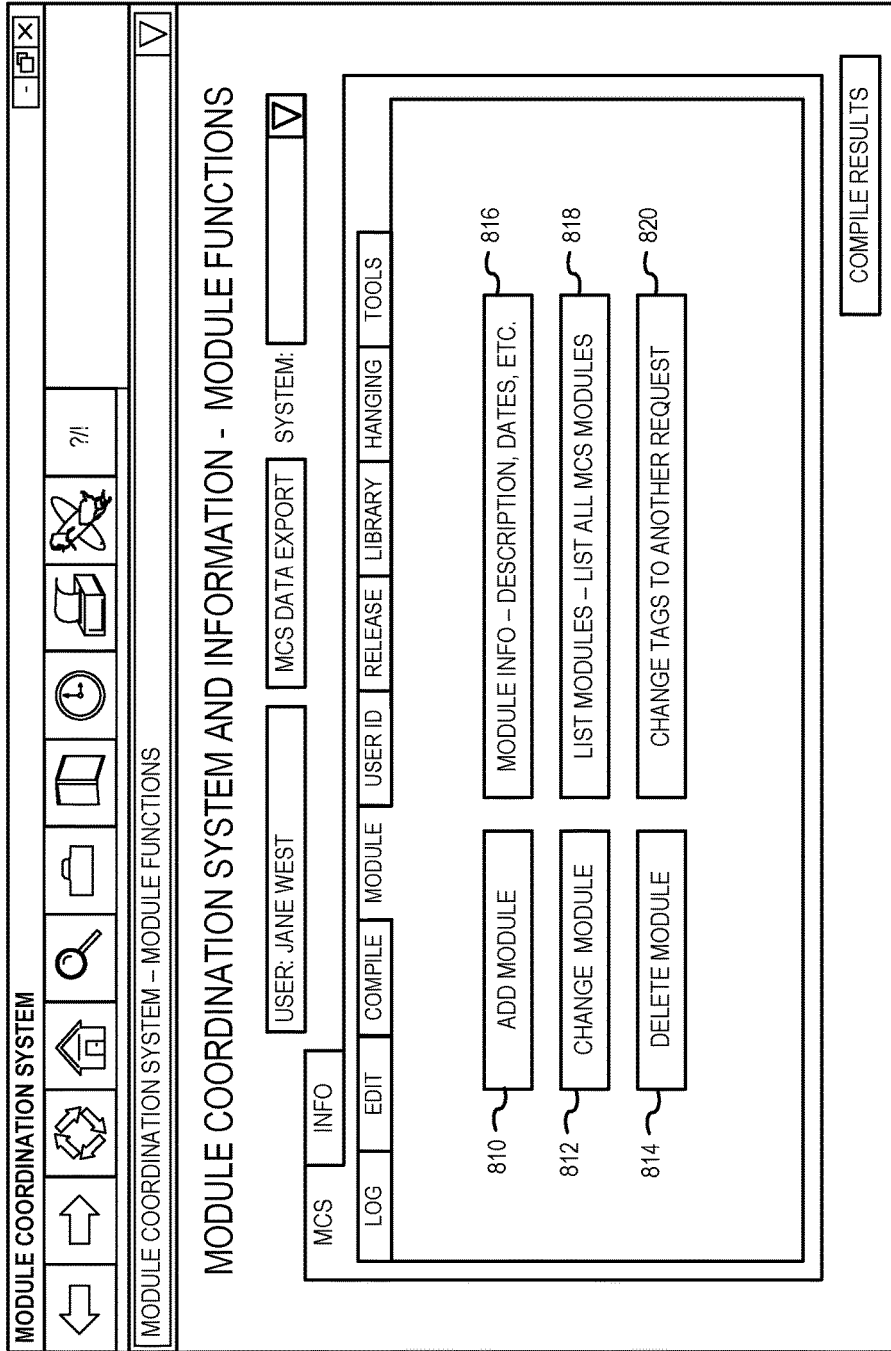 MODULE COORDINATION SYSTEM
- X
?/!
MODULE COORDINATION SYSTEM – MODULE FUNCTIONS
MODULE COORDINATION SYSTEM AND INFORMATION - MODULE FUNCTIONS
USER: JANE WEST MCS DATA EXPORT SYSTEM:
MCS INFO
LOG EDIT COMPILE MODULE USER ID RELEASE LIBRARY HANGING TOOLS
810 ADD MODULE MODULE INFO – DESCRIPTION, DATES, ETC. 816
812 CHANGE MODULE LIST MODULES – LIST ALL MCS MODULES 818
814 DELETE MODULE CHANGE TAGS TO ANOTHER REQUEST 820
COMPILE RESULTS